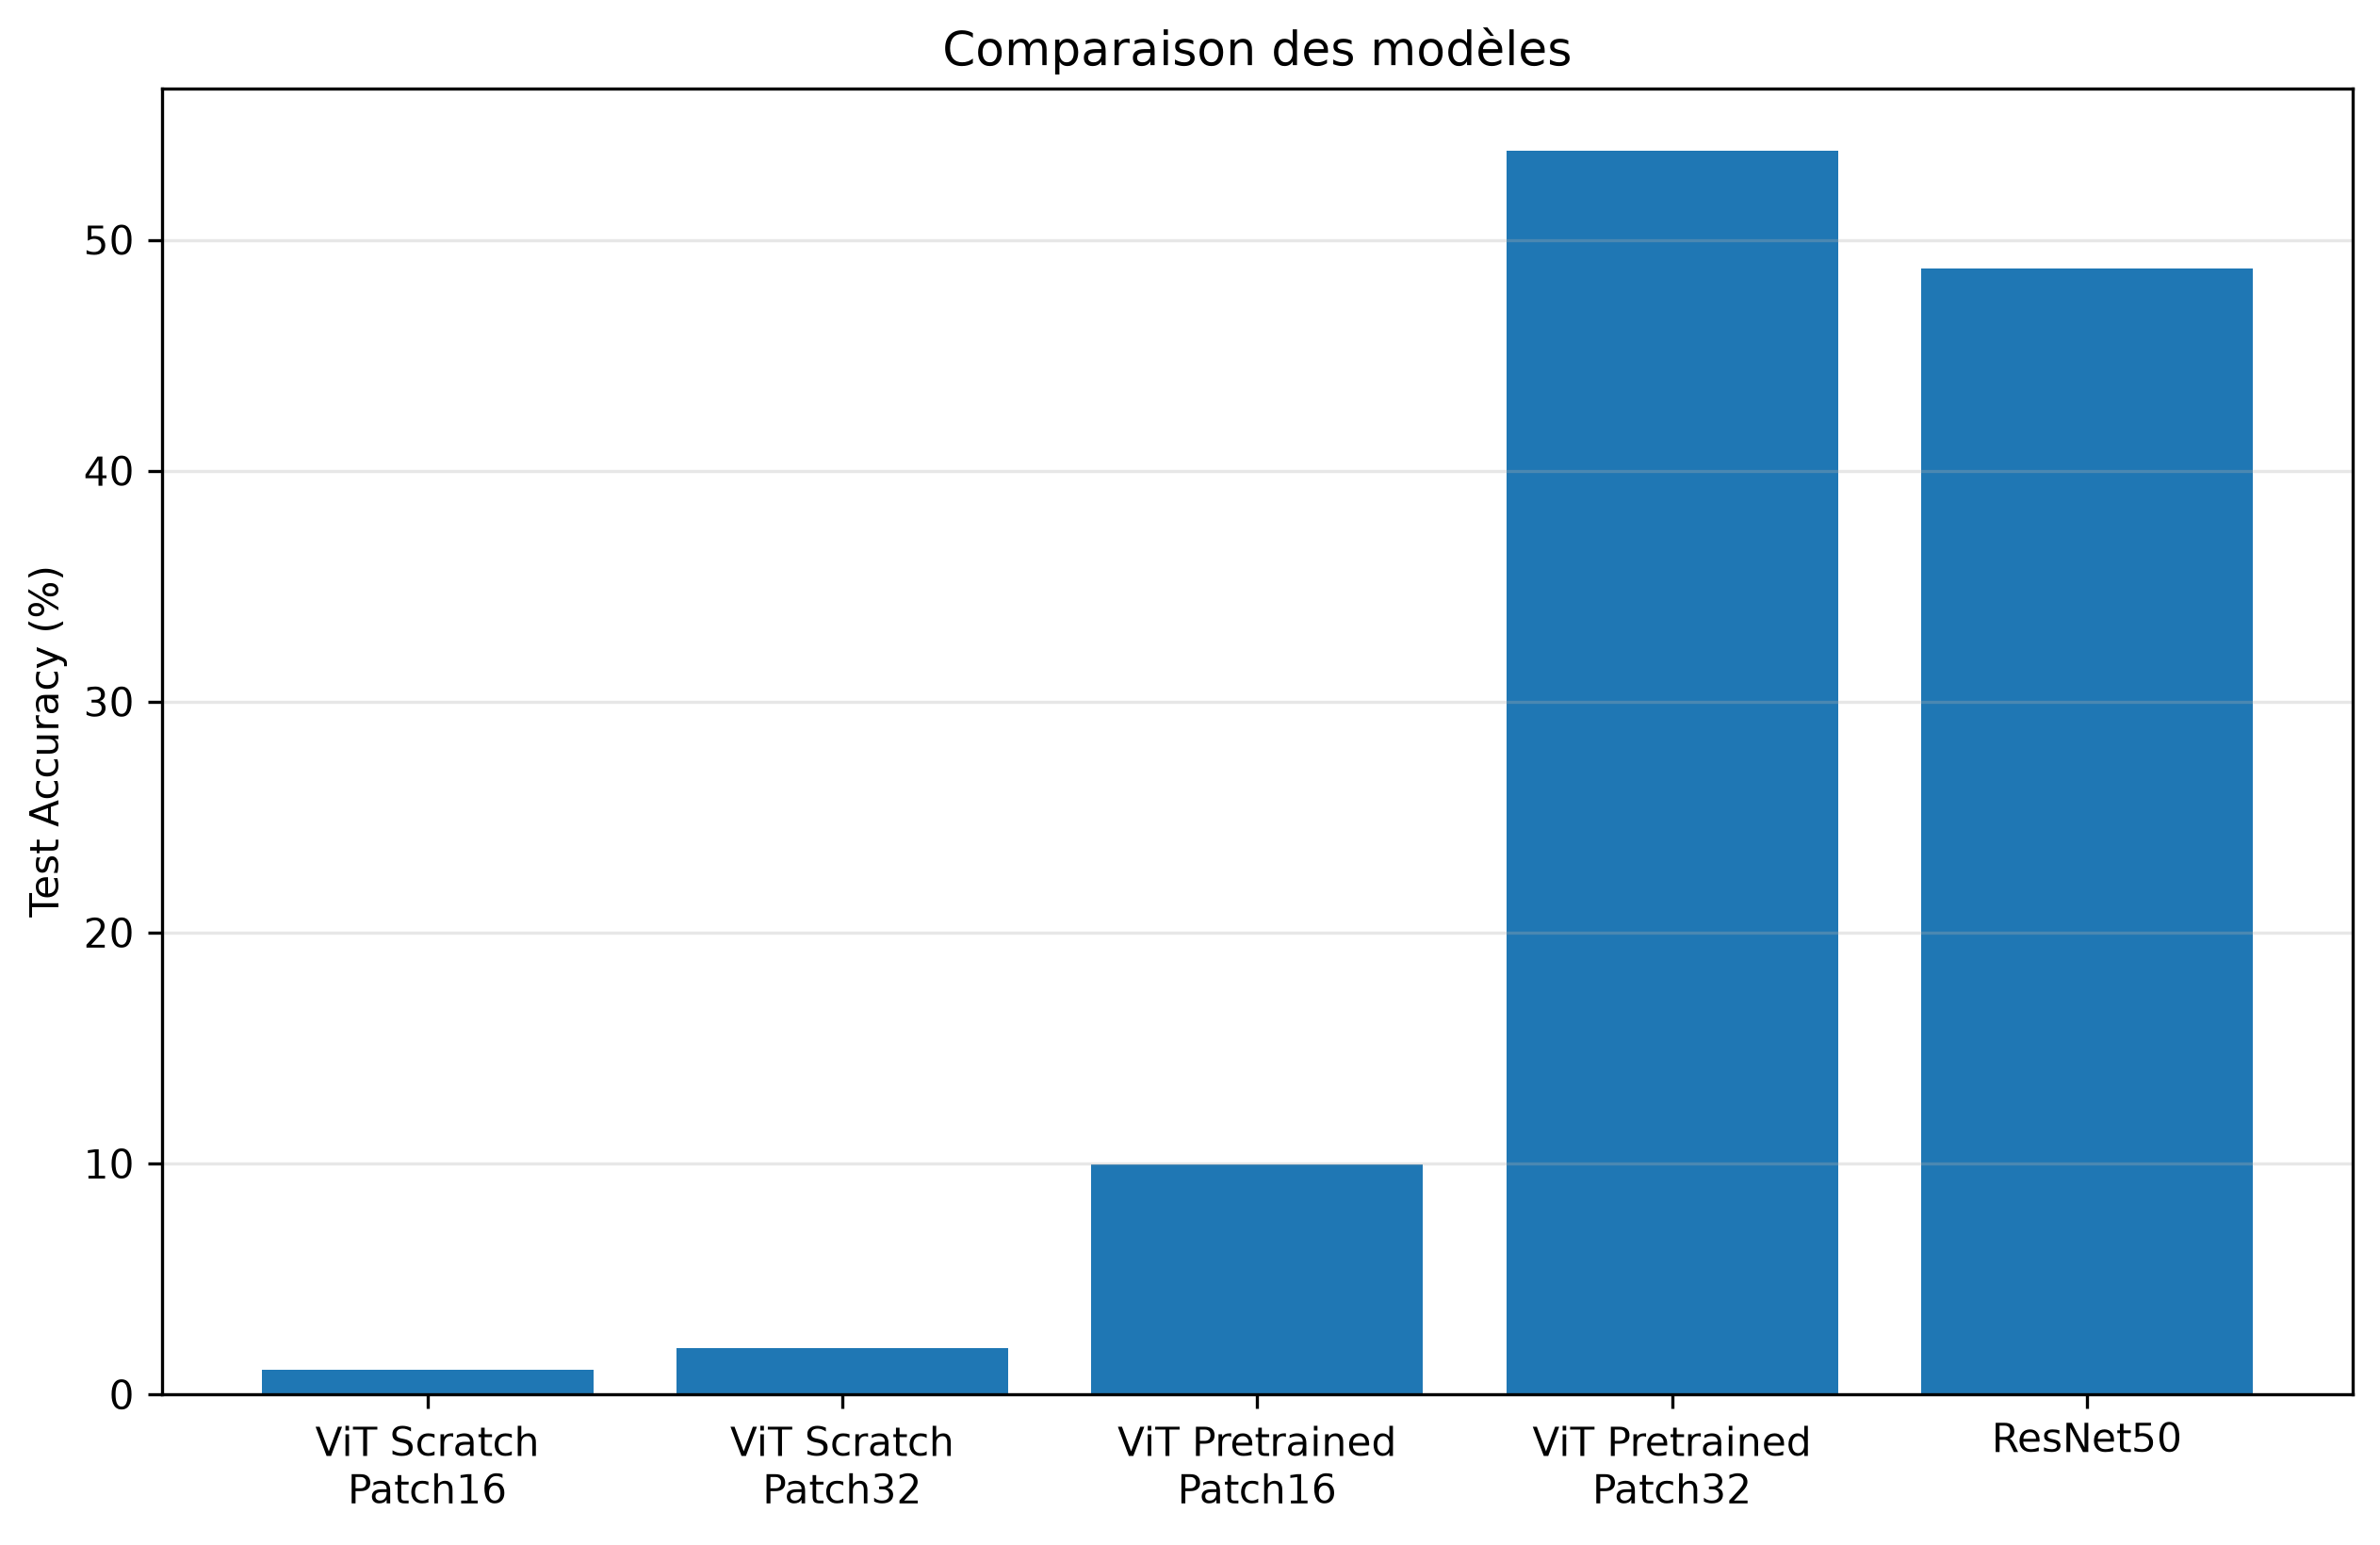 Comparaison des modèles
Test Accuracy (%)
50
40
30
20
10
0
ViT Scratch
Patch16
ViT Scratch
Patch32
ViT Pretrained
Patch16
ViT Pretrained
Patch32
ResNet50